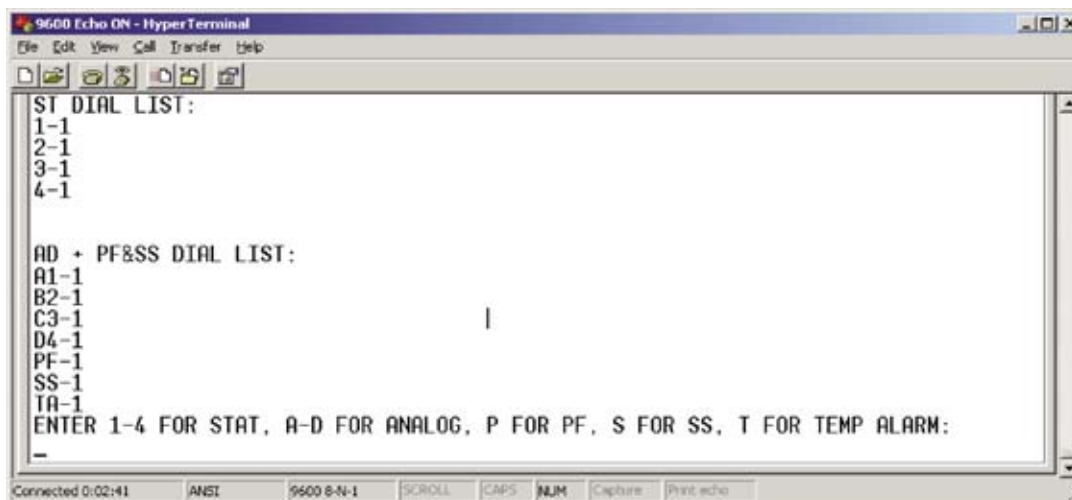 9600 Echo ON - HyperTerminal
File Edit View Call Transfer Help
ST DIAL LIST:
1-1
2-1
3-1
4-1
AD + PF&SS DIAL LIST:
A1-1
B2-1
C3-1
D4-1
PF-1
SS-1
TA-1
ENTER 1-4 FOR STAT, A-D FOR ANALOG, P FOR PF, S FOR SS, T FOR TEMP ALARM:
Connected 0:02:41 ANSI 9600 8-N-1 SCROLL CAPS NUM Capture Print echo